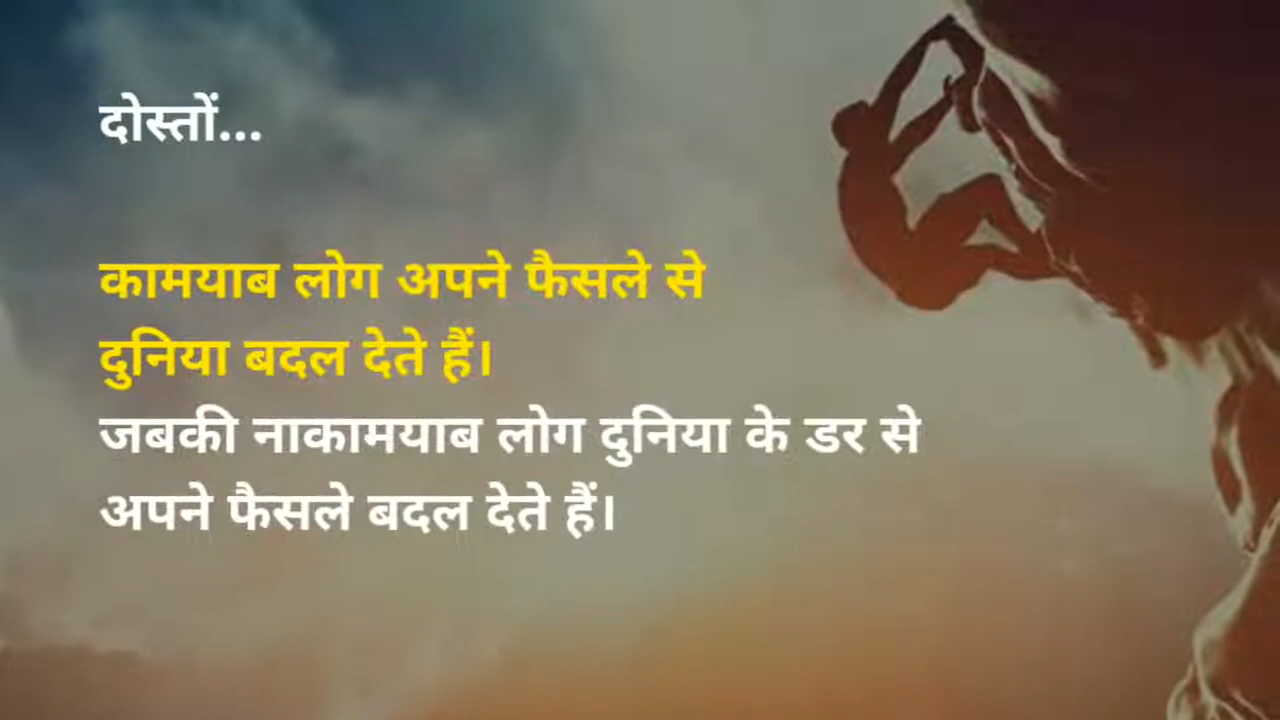 दोस्तों...
कामयाब लोग अपने फैसले से
दुनिया बदल देते हैं।
जबकी नाकामयाब लोग दुनिया के डर से
अपने फैसले बदल देते हैं।